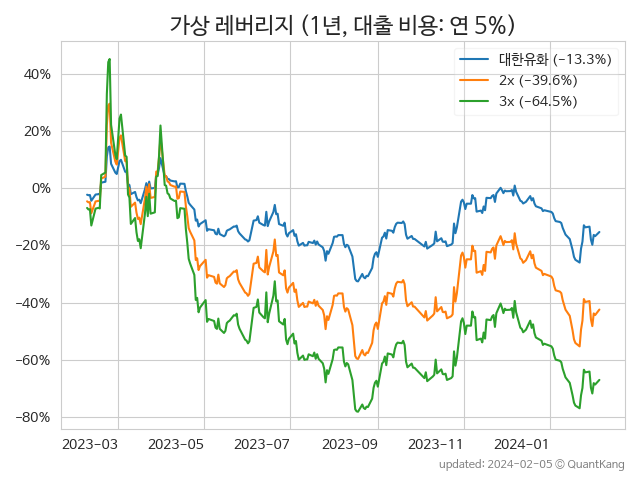 가상 레버리지 (1년, 대출 비용: 연 5%)
대한유화 (−13.3%)
2x (−39.6%)
3x (−64.5%)
40%
20%
0%
−20%
−40%
−60%
−80%
2023-03
2023-05
2023-07
2023-09
2023-11
2024-01
updated: 2024-02-05 © QuantKang